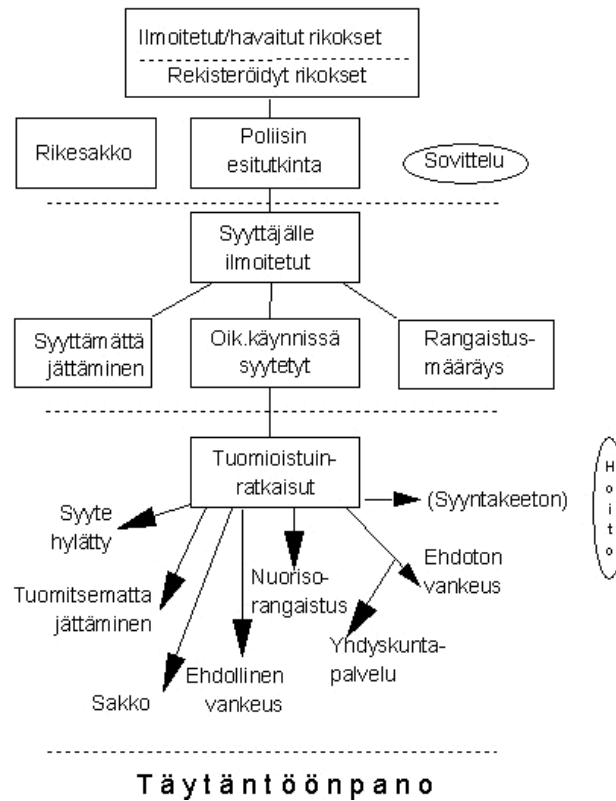 Ilmoitetut/havaitut rikokset
Rekisteröidyt rikokset
Rikesakko
Poliisin
esitutkinta
Sovittelu
Syyttäjälle
ilmoitetut
Syyttämättä
jättäminen
Oik.käynnissä
syytetyt
Rangaistus-
määräys
Tuomioistuin-
ratkaisut
Hoito
(Syyntakeeton)
Syyte
hylätty
Ehdoton
vankeus
Nuoriso-
rangaistus
Tuomitsematta
jättäminen
Yhdyskunta-
palvelu
Ehdollinen
vankeus
Sakko
Täytäntöönpano